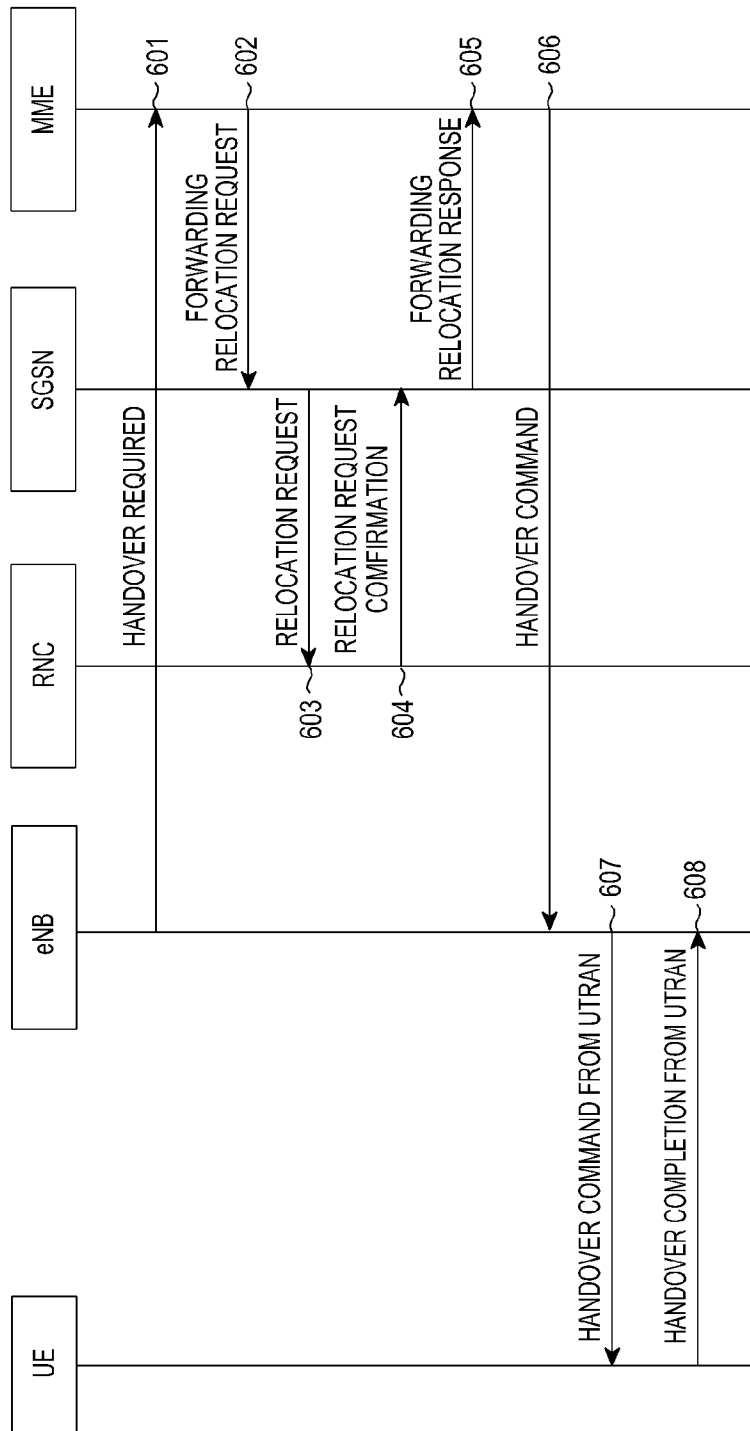 UE
eNB
RNC
SGSN
MME
HANDOVER REQUIRED
601
FORWARDING
RELOCATION REQUEST
602
RELOCATION REQUEST
603
RELOCATION REQUEST
COMFIRMATION
604
FORWARDING
RELOCATION RESPONSE
605
HANDOVER COMMAND
606
HANDOVER COMMAND FROM UTRAN
607
HANDOVER COMPLETION FROM UTRAN
608